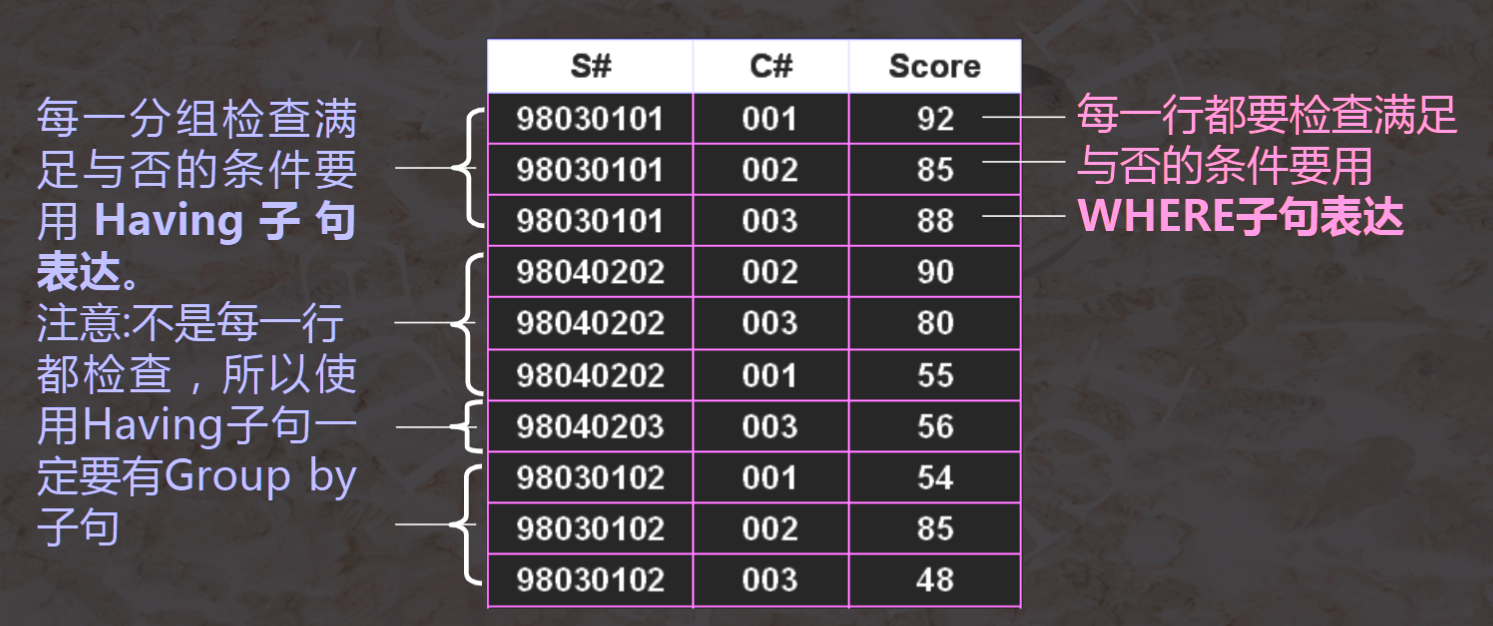 每一分组检查满
足与否的条件要
用 Having 子 句
表达。
注意:不是每一行
都检查，所以使
用Having子句一
定要有Group by
子句
S# C# Score
98030101 001 92
98030101 002 85
98030101 003 88
98040202 002 90
98040202 003 80
98040202 001 55
98040203 003 56
98030102 001 54
98030102 002 85
98030102 003 48
每一行都要检查满足
与否的条件要用
WHERE子句表达